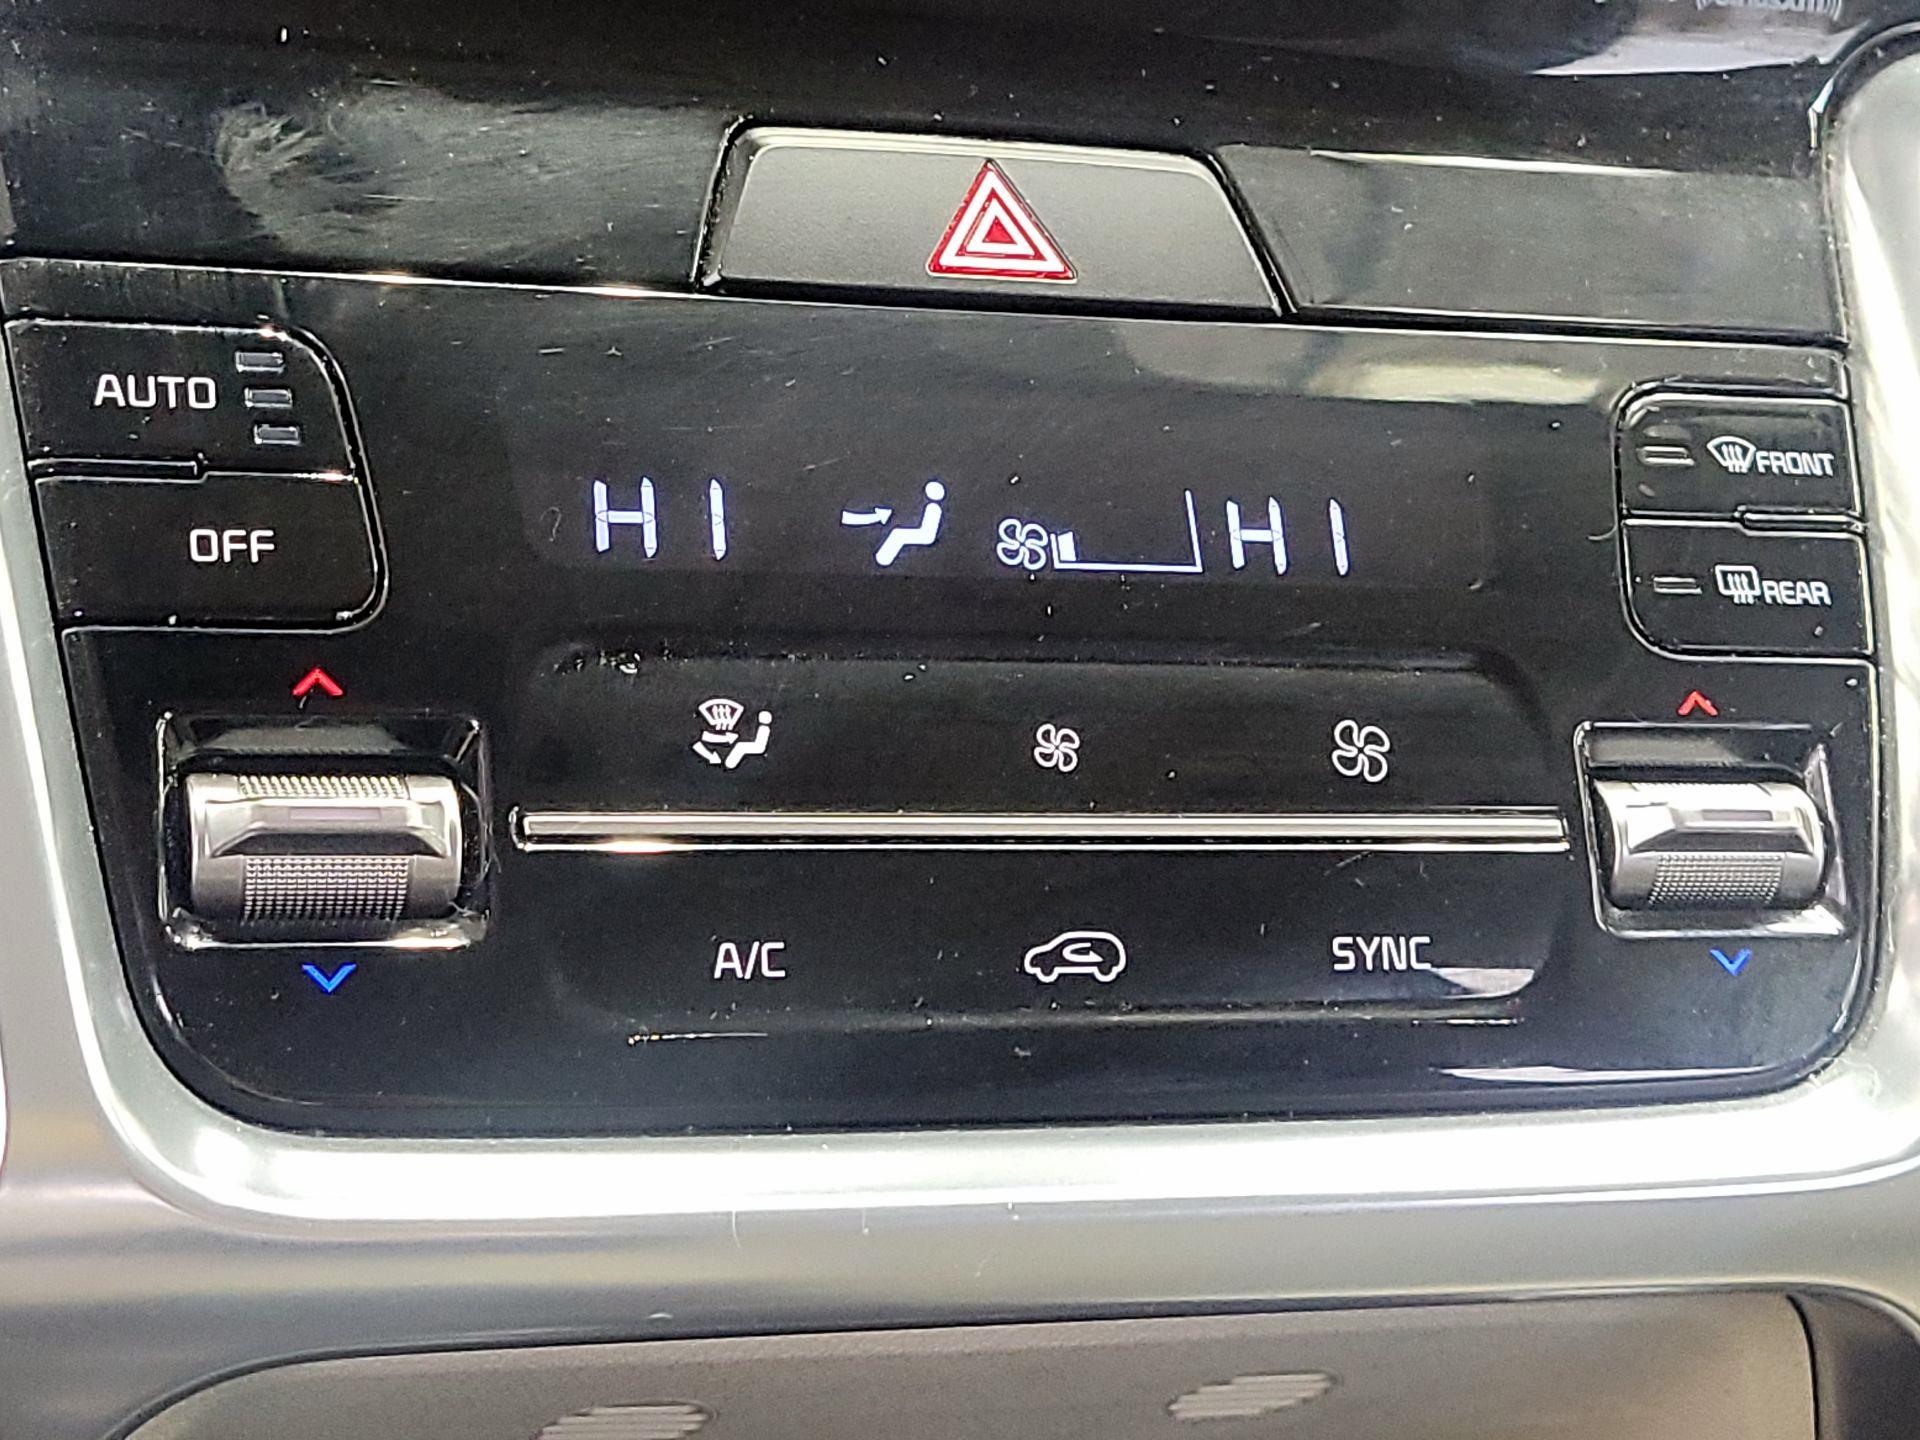 AUTO
OFF
HI
HI
FRONT
REAR
A/C
SYNC